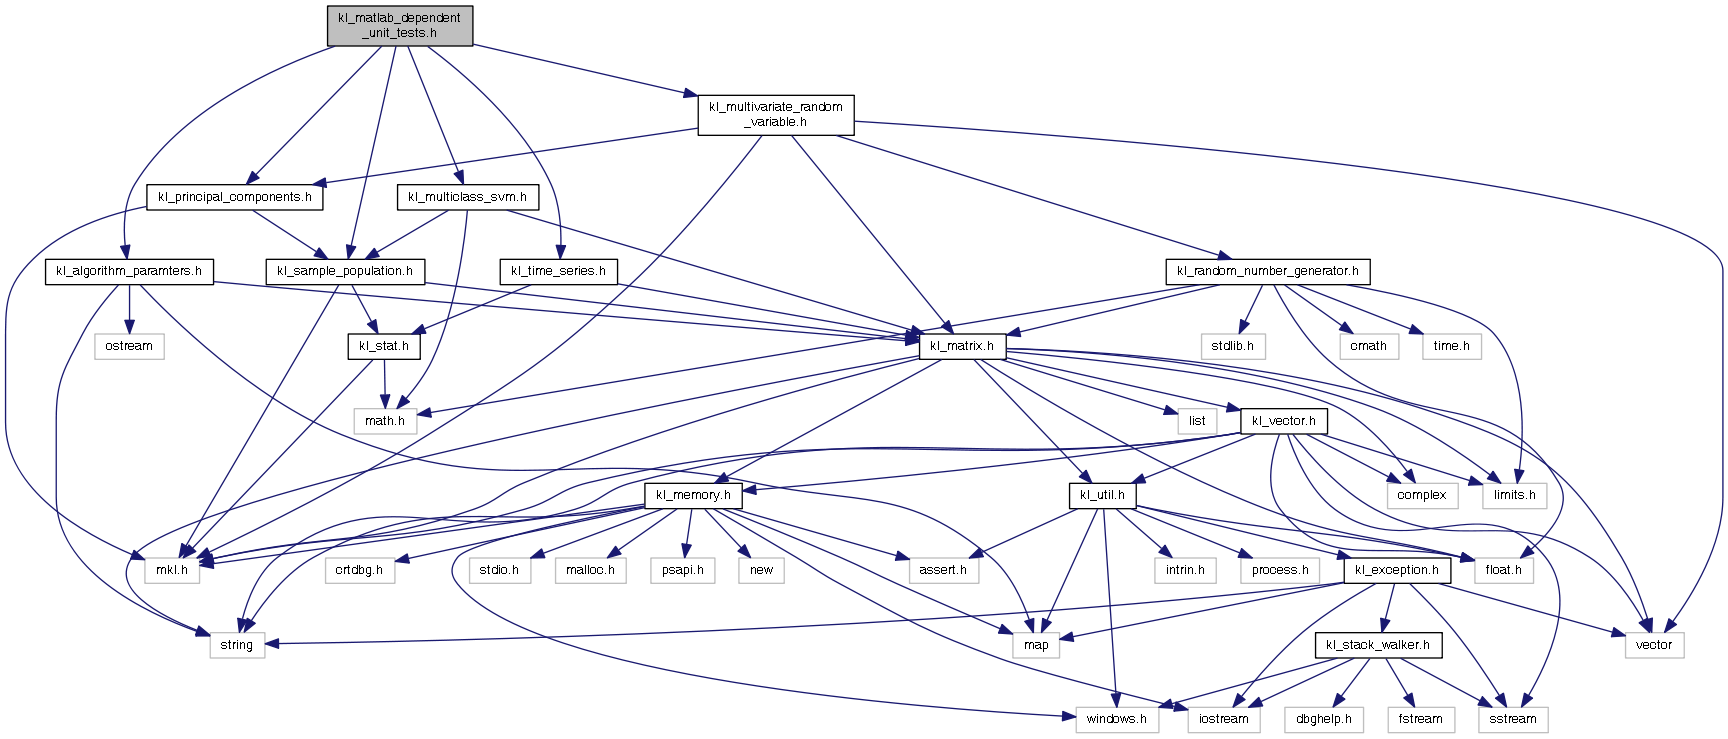 kl_matlab_dependent
_unit_tests.h
kl_multivariate_random
_variable.h
kl_principal_components.h
kl_multiclass_svm.h
kl_algorithm_paramters.h
kl_sample_population.h
kl_time_series.h
kl_random_number_generator.h
ostream
kl_stat.h
kl_matrix.h
stdlib.h
cmath
time.h
math.h
list
kl_vector.h
kl_memory.h
kl_util.h
complex
limits.h
mkl.h
crtdbg.h
stdio.h
malloc.h
psapi.h
new
assert.h
intrin.h
process.h
kl_exception.h
float.h
string
map
kl_stack_walker.h
vector
windows.h
iostream
dbghelp.h
fstream
sstream